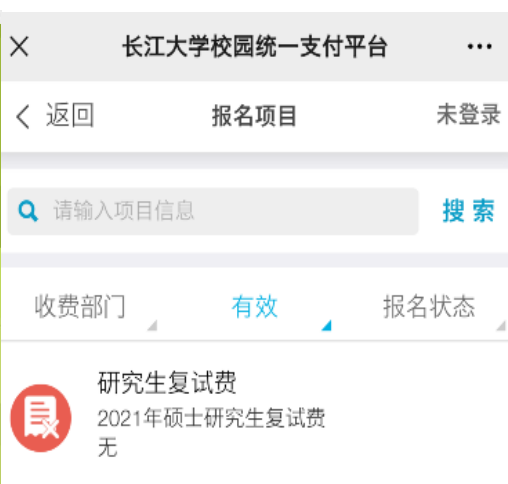 长江大学校园统一支付平台
返回 报名项目 未登录
请输入项目信息 搜索
收费部门 有效 报名状态
研究生复试费
2021年硕士研究生复试费
无